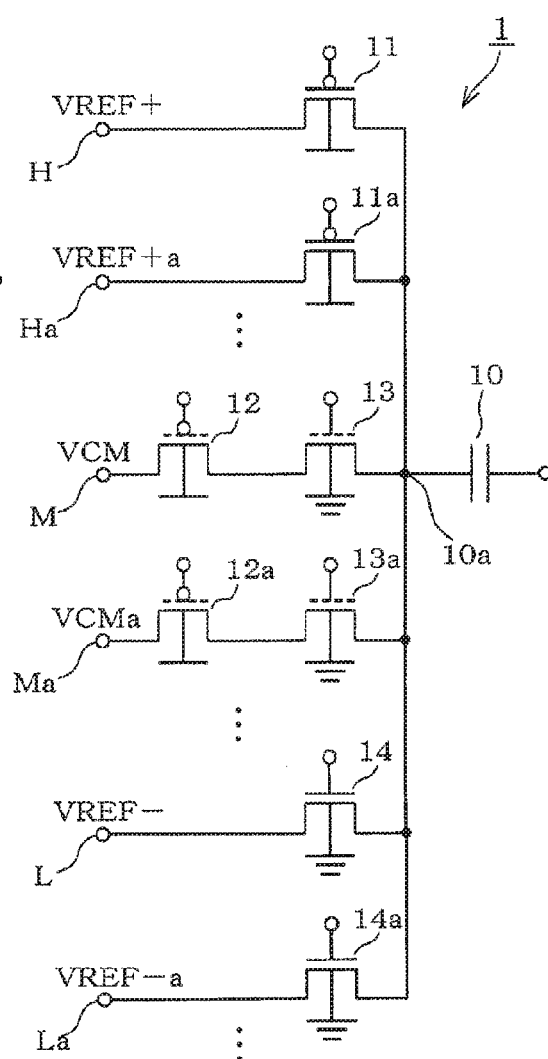 1
11
VREF+
H
11a
VREF+a
Ha
10
12
13
VCM
M
10a
12a
13a
VCMa
Ma
14
VREF-
L
14a
VREF-a
La